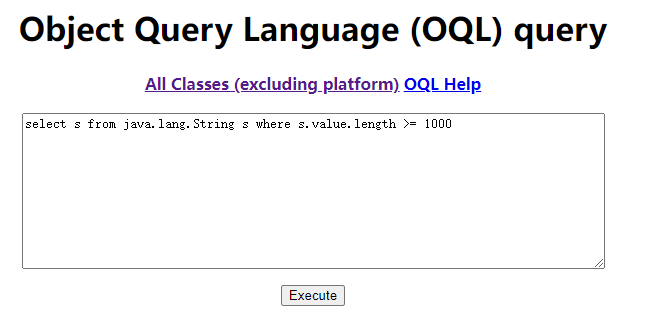 Object Query Language (OQL) query
All Classes (excluding platform) OQL Help
select s from java.lang.String s where s.value.length >= 1000
Execute